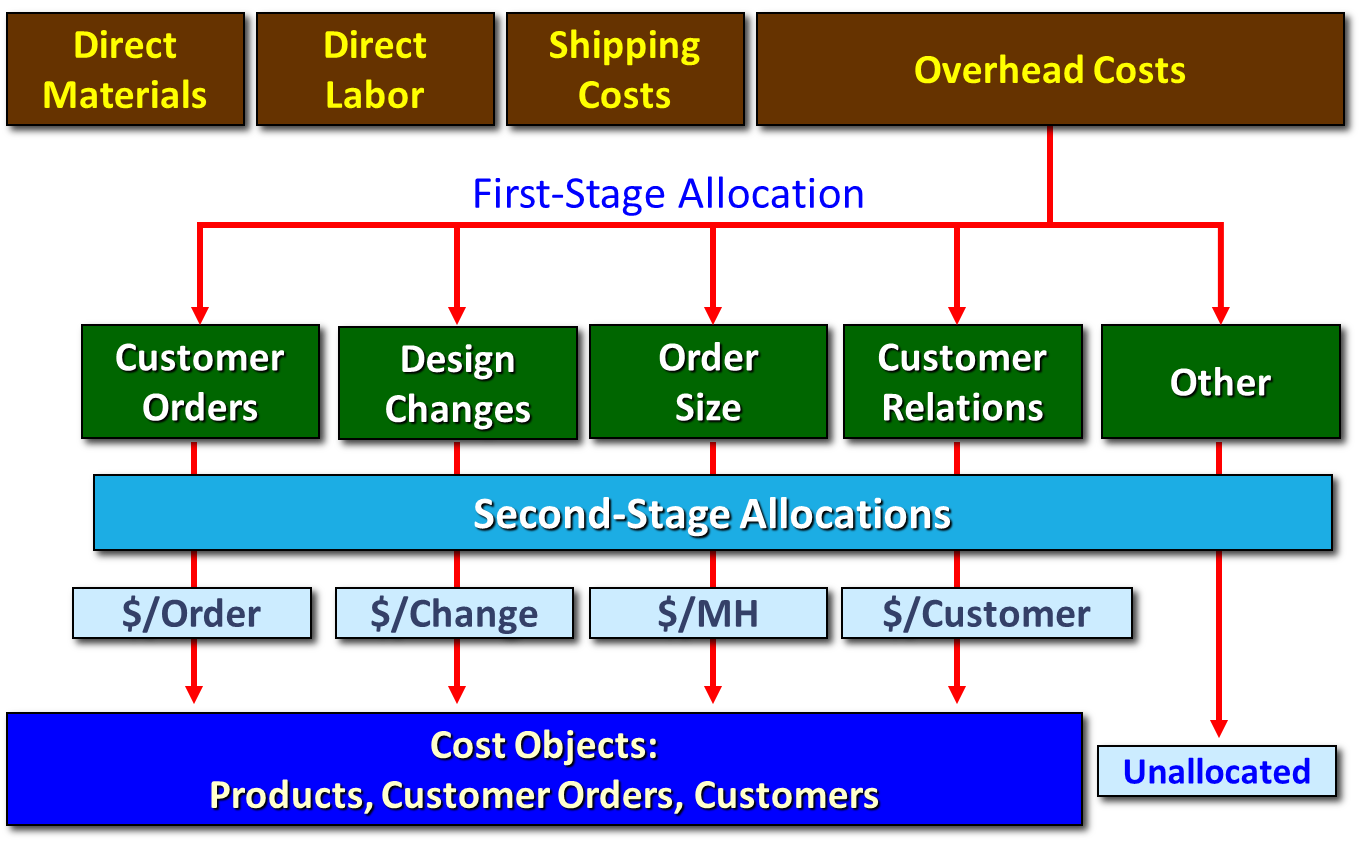 Direct
Materials
Direct
Labor
Shipping
Costs
Overhead Costs
First-Stage Allocation
Customer
Orders
Design
Changes
Order
Size
Customer
Relations
Other
Second-Stage Allocations
$/Order
$/Change
$/MH
$/Customer
Cost Objects:
Products, Customer Orders, Customers
Unallocated